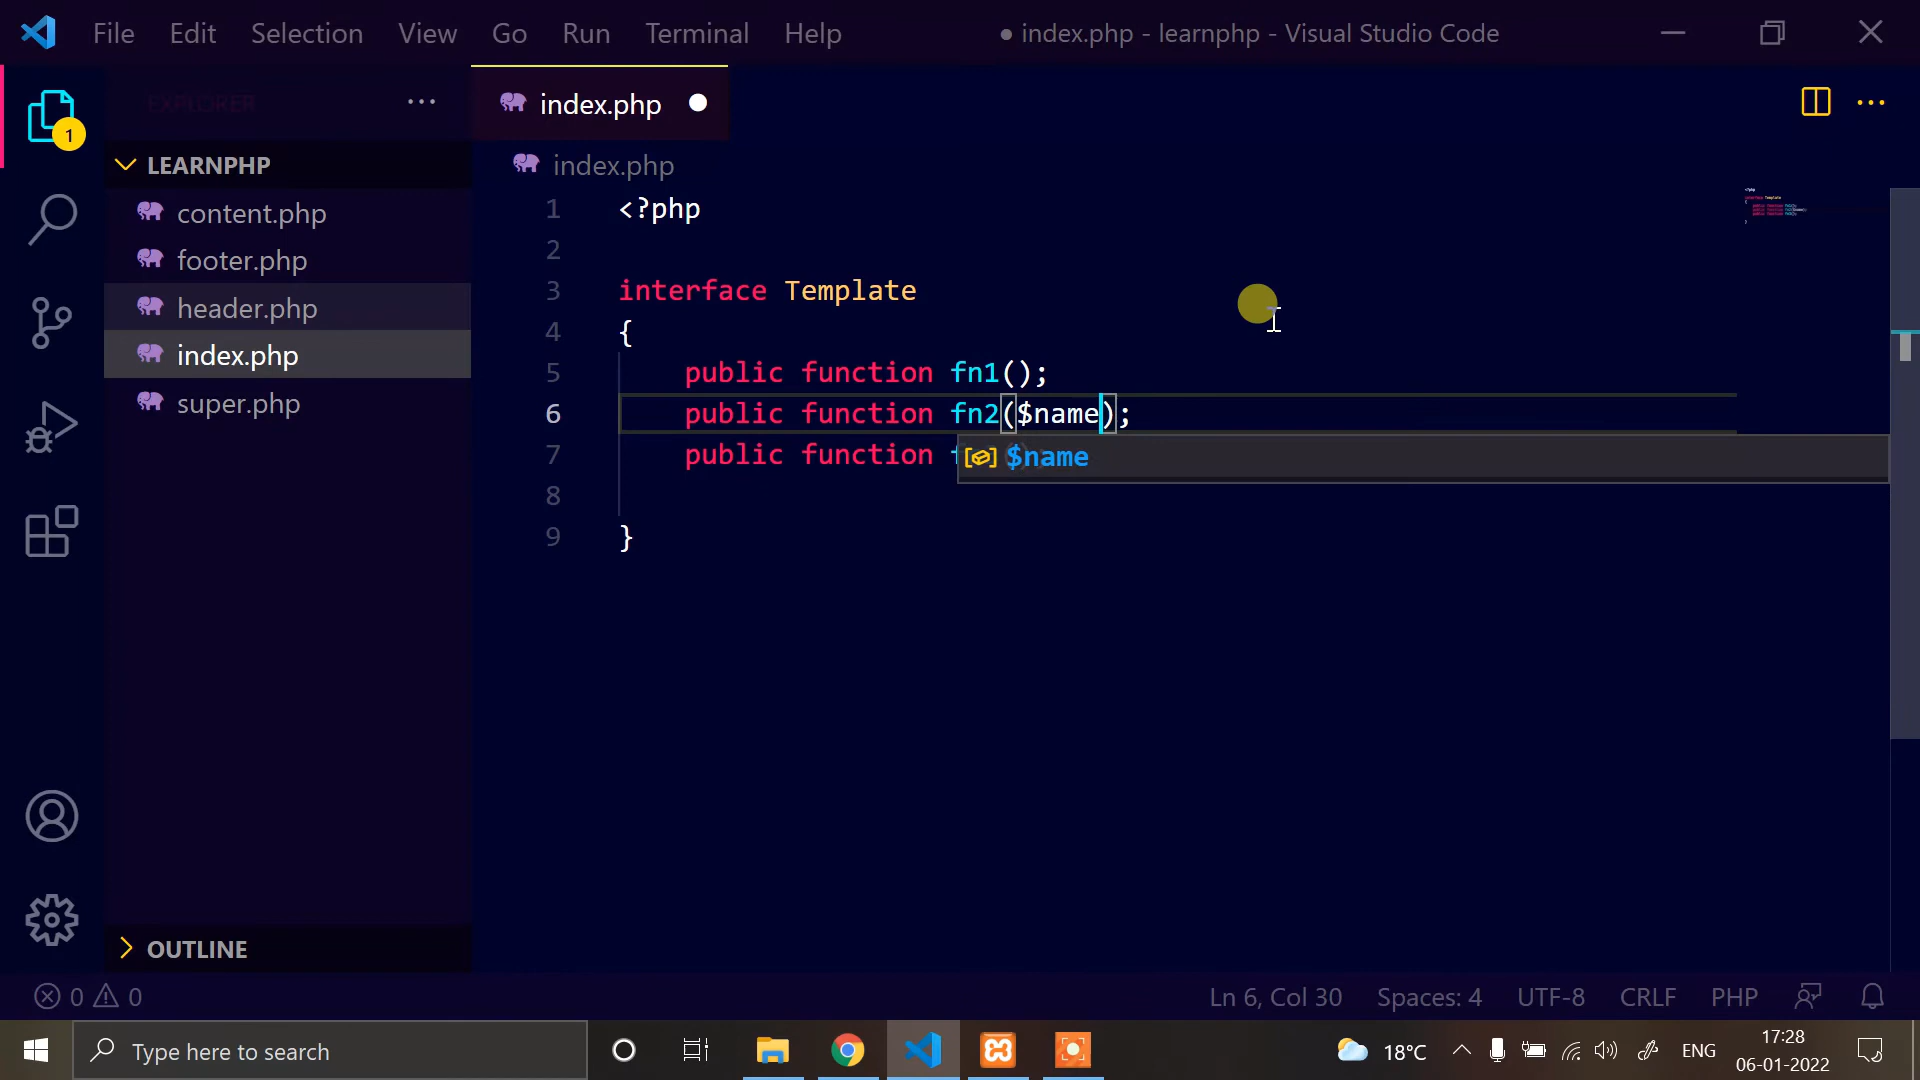 File Edit Selection View Go Run Terminal Help ● index.php - learnphp - Visual Studio Code
EXPLORER ··· index.php
1
LEARNPHP
content.php
footer.php
header.php
index.php
super.php
OUTLINE
index.php
1 <?php
2
3 interface Template
4 {
5 public function fn1();
6 public function fn2($name);
7 public function
$name
8
9 }
0 0 Ln 6, Col 30 Spaces: 4 UTF-8 CRLF PHP
Type here to search 18°C ENG 17:28
06-01-2022